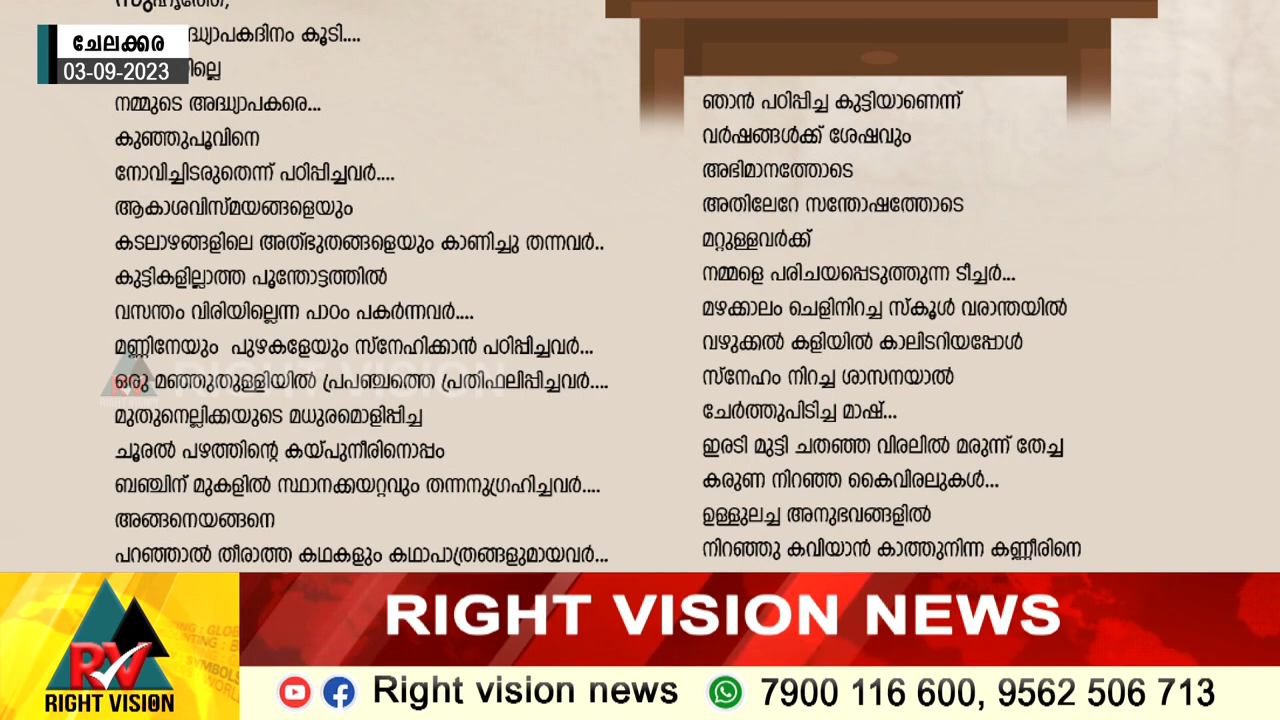 സുഹൃത്തേ,
ചേലക്കര
ദ്ധ്യാപകദിനം കൂടി....
03-09-2023
ില്ലെ
നമ്മുടെ അദ്ധ്യാപകരെ...
കുഞ്ഞുപൂവിനെ
നോവിച്ചിടരുതെന്ന് പഠിപ്പിച്ചവർ....
ആകാശവിസ്മയങ്ങളെയും
കടലാഴങ്ങളിലെ അത്ഭുതങ്ങളെയും കാണിച്ചു തന്നവർ..
കുട്ടികളില്ലാത്ത പൂന്തോട്ടത്തിൽ
വസന്തം വിരിയില്ലെന്ന പാഠം പകർന്നവർ....
മണ്ണിനേയും പുഴകളേയും സ്നേഹിക്കാൻ പഠിപ്പിച്ചവർ...
ഒരു മഞ്ഞുതുള്ളിയിൽ പ്രപഞ്ചത്തെ പ്രതിഫലിപ്പിച്ചവർ....
മുതുനെല്ലിക്കയുടെ മധുരമൊളിപ്പിച്ച
ചൂരൽ പഴത്തിന്റെ കയ്പുനീരിനൊപ്പം
ബഞ്ചിന് മുകളിൽ സ്ഥാനക്കയറ്റവും തന്നനുഗ്രഹിച്ചവർ....
അങ്ങനെയങ്ങനെ
പറഞ്ഞാൽ തീരാത്ത കഥകളും കഥാപാത്രങ്ങളുമായവർ...
ഞാൻ പഠിപ്പിച്ച കുട്ടിയാണെന്ന്
വർഷങ്ങൾക്ക് ശേഷവും
അഭിമാനത്തോടെ
അതിലേറേ സന്തോഷത്തോടെ
മറ്റുള്ളവർക്ക്
നമ്മളെ പരിചയപ്പെടുത്തുന്ന ടീച്ചർ...
മഴക്കാലം ചെളിനിറച്ച സ്കൂൾ വരാന്തയിൽ
വഴുക്കൽ കളിയിൽ കാലിടറിയപ്പോൾ
സ്നേഹം നിറച്ച ശാസനയാൽ
ചേർത്തുപിടിച്ച മാഷ്...
ഇരടി മുട്ടി ചതഞ്ഞ വിരലിൽ മരുന്ന് തേച്ച
കരുണ നിറഞ്ഞ കൈവിരലുകൾ...
ഉള്ളുലച്ച അനുഭവങ്ങളിൽ
നിറഞ്ഞു കവിയാൻ കാത്തുനിന്ന കണ്ണീരിനെ
RIGHT VISION
RIGHT VISION NEWS
RV
RIGHT VISION
Right vision news
7900 116 600, 9562 506 713